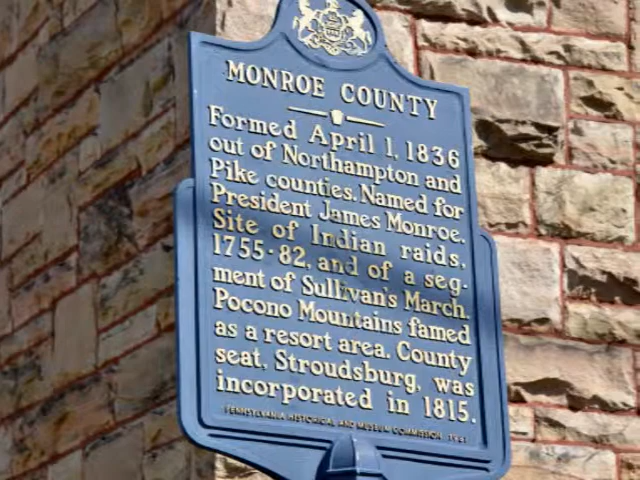 MONROE COUNTY
Formed April 1, 1836
out of Northampton and
Pike counties. Named for
President James Monroe.
Site of Indian raids,
1755-82, and of a seg-
ment of Sullivan's March.
Pocono Mountains famed
as a resort area. County
seat, Stroudsburg, was
incorporated in 1815.
PENNSYLVANIA HISTORICAL AND MUSEUM COMMISSION